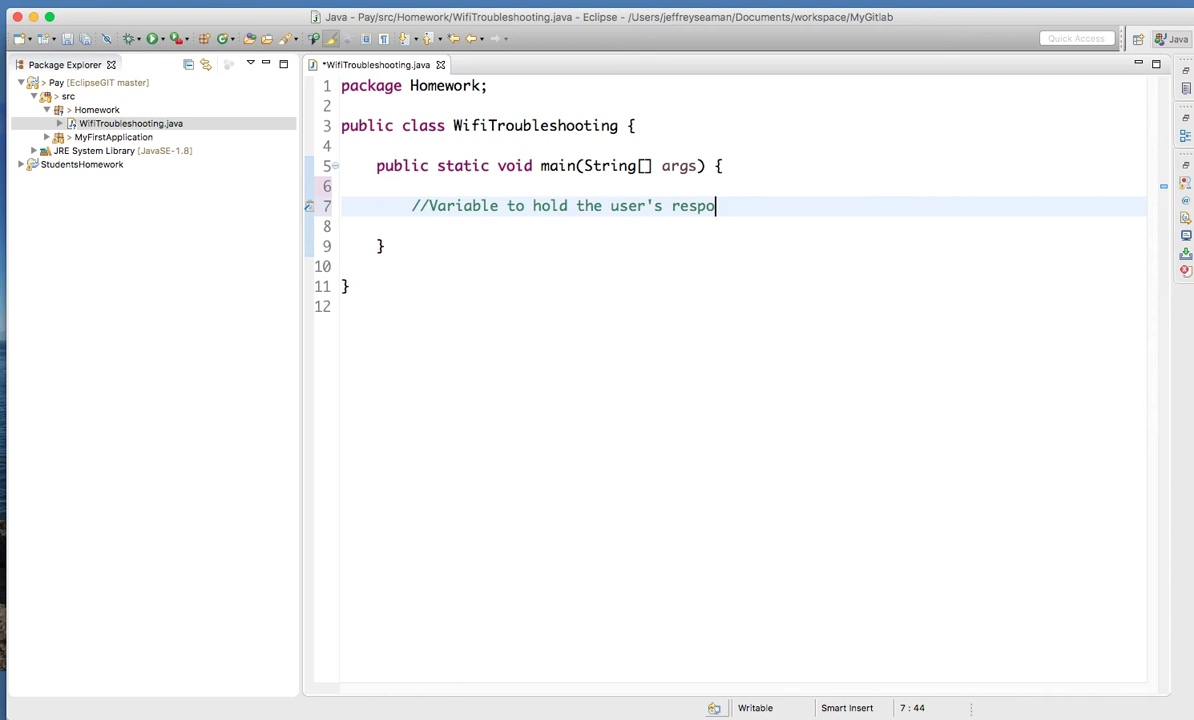 Java - Pay/src/Homework/WifiTroubleshooting.java - Eclipse - /Users/jeffreyseaman/Documents/workspace/MyGitlab
Quick Access
Java
Package Explorer
> Pay [EclipseGIT master]
> src
> Homework
> WifiTroubleshooting.java
> MyFirstApplication
JRE System Library [JavaSE-1.8]
StudentsHomework
*WifiTroubleshooting.java
1 package Homework;
2
3 public class WifiTroubleshooting {
4
5 public static void main(String[] args) {
6
7 //Variable to hold the user's respo
8
9 }
10
11 }
12
Writable
Smart Insert
7 : 44